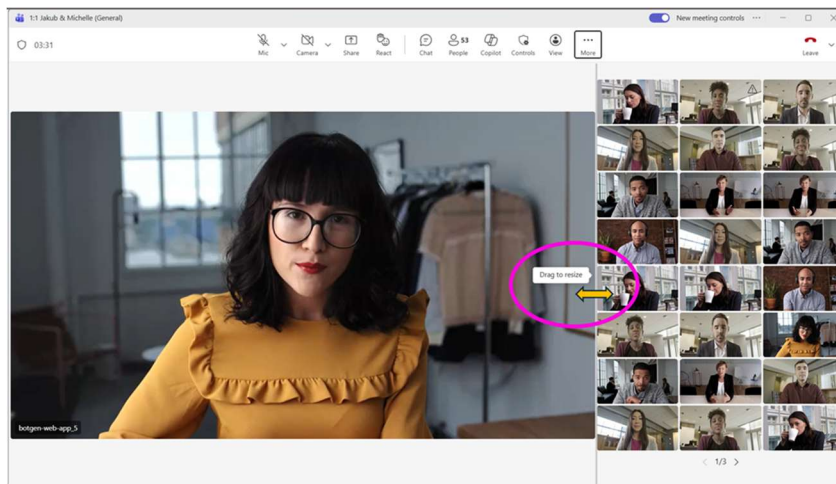 1:1 Jakub & Michelle (General)
New meeting controls
03:31
Mic
Camera
Share
React
Chat
53
People
Copilot
Controls
View
More
Leave
Drag to resize
botgen-web-app_5
1/3